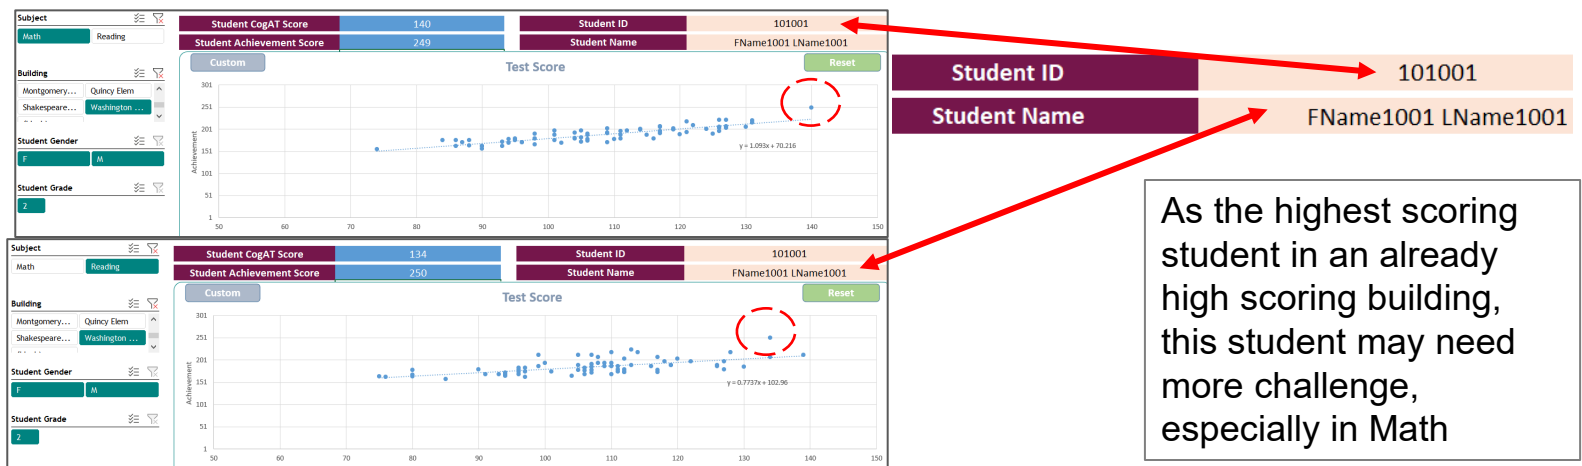 Subject
Math Reading
Building
Montgomery... Quincy Elem
Shakespeare... Washington ...
Student Gender
F M
Student Grade
2
Student CogAT Score 140 Student ID 101001
Student Achievement Score 249 Student Name FName1001 LName1001
Custom Test Score Reset
Achievement
301
251
201
151
101
51
1
y = 1.093x + 70.216
50 60 70 80 90 100 110 120 130 140 150
Subject
Math Reading
Building
Montgomery... Quincy Elem
Shakespeare... Washington ...
Student Gender
F M
Student Grade
2
Student CogAT Score 134 Student ID 101001
Student Achievement Score 250 Student Name FName1001 LName1001
Custom Test Score Reset
Achievement
301
251
201
151
101
51
1
y = 0.7737x + 102.96
50 60 70 80 90 100 110 120 130 140 150
Student ID 101001
Student Name FName1001 LName1001
As the highest scoring
student in an already
high scoring building,
this student may need
more challenge,
especially in Math